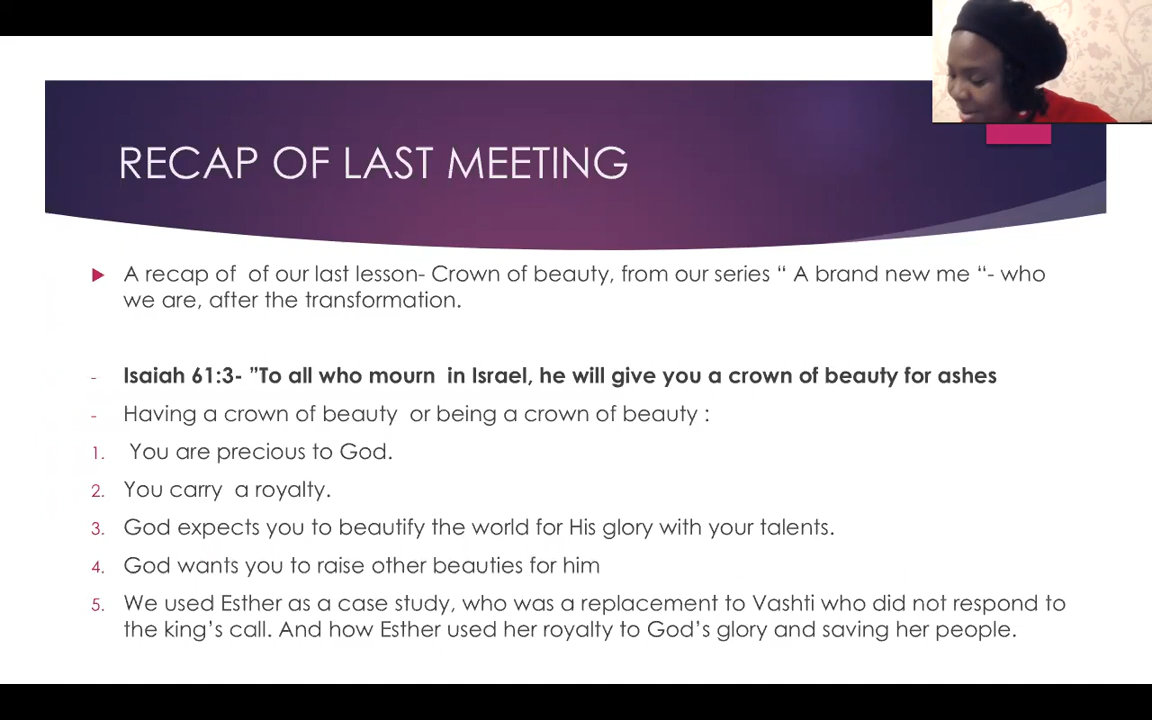 RECAP OF LAST MEETING
A recap of  of our last lesson- Crown of beauty, from our series “ A brand new me “- who
we are, after the transformation.
- Isaiah 61:3- ”To all who mourn  in Israel, he will give you a crown of beauty for ashes
- Having a crown of beauty  or being a crown of beauty :
1. You are precious to God.
2. You carry  a royalty.
3. God expects you to beautify the world for His glory with your talents.
4. God wants you to raise other beauties for him
5. We used Esther as a case study, who was a replacement to Vashti who did not respond to
the king’s call. And how Esther used her royalty to God’s glory and saving her people.